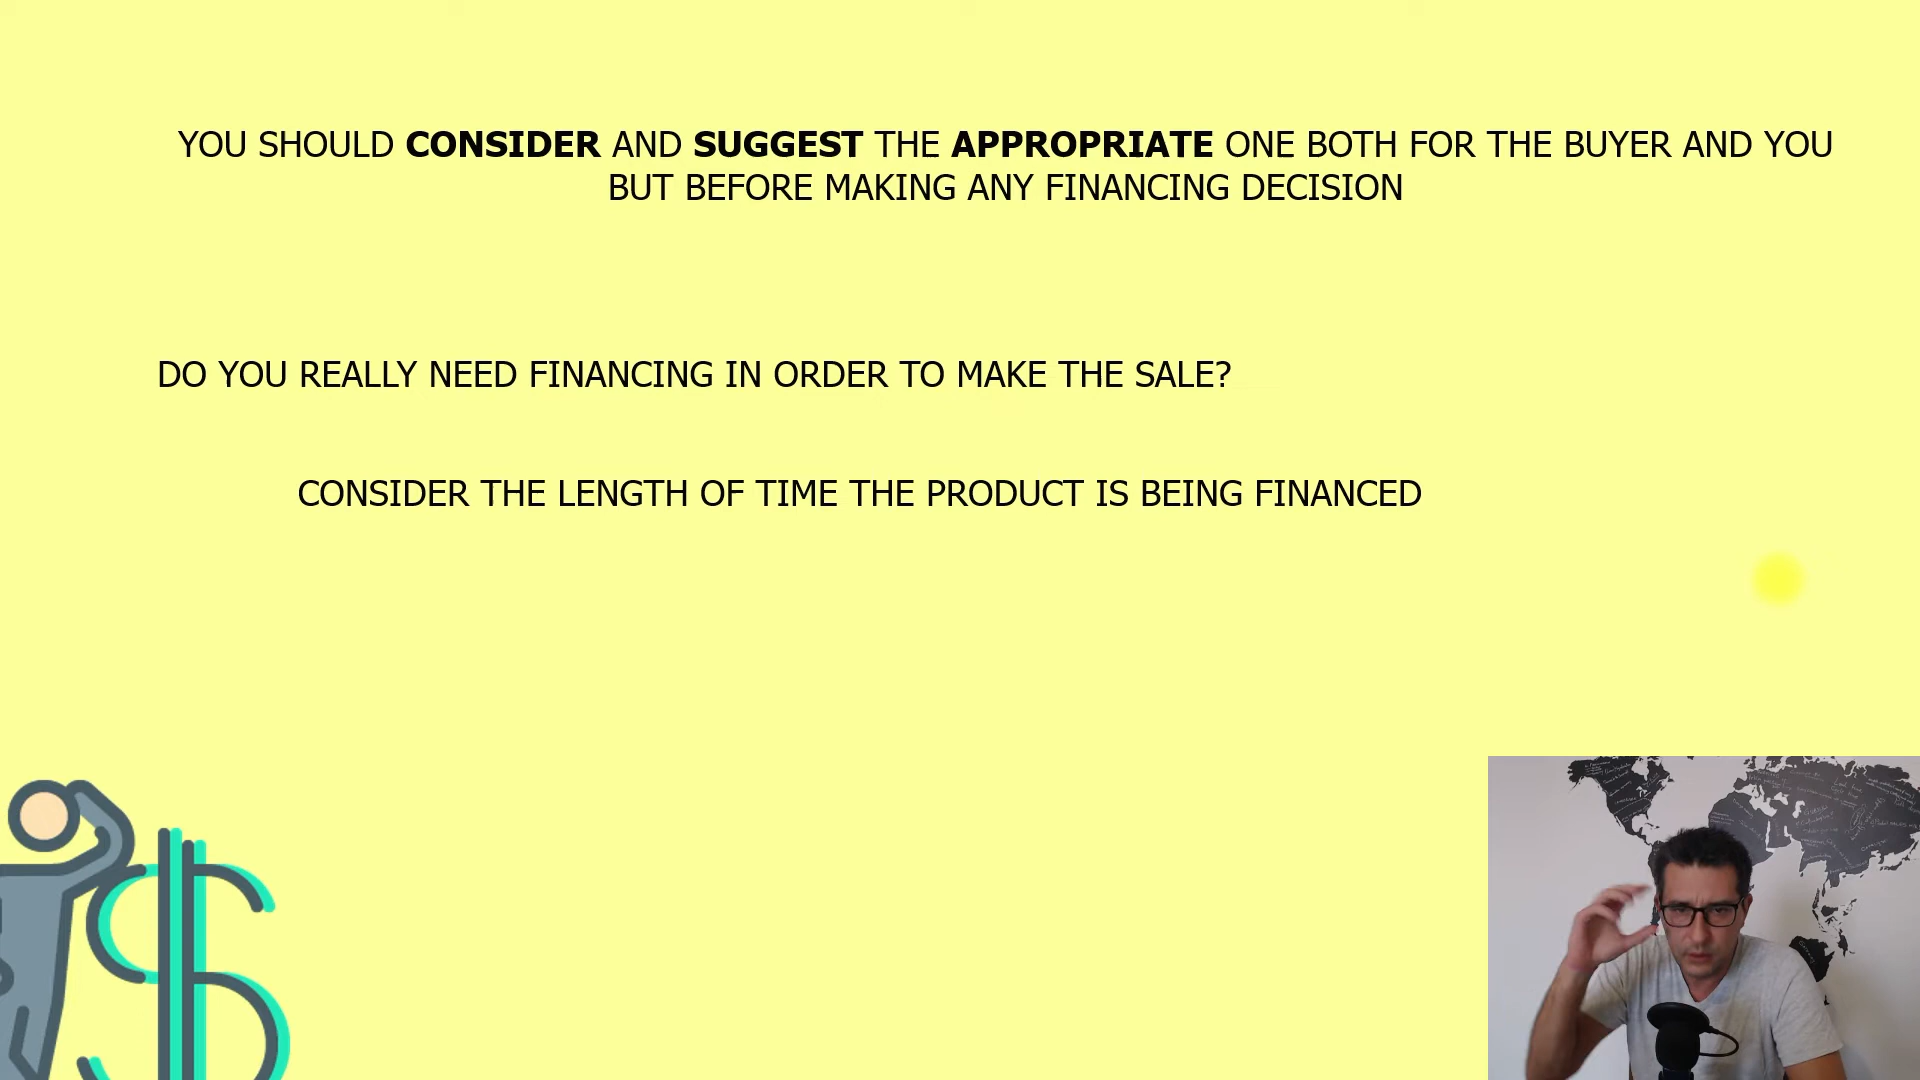 YOU SHOULD CONSIDER AND SUGGEST THE APPROPRIATE ONE BOTH FOR THE BUYER AND YOU
BUT BEFORE MAKING ANY FINANCING DECISION
DO YOU REALLY NEED FINANCING IN ORDER TO MAKE THE SALE?
CONSIDER THE LENGTH OF TIME THE PRODUCT IS BEING FINANCED